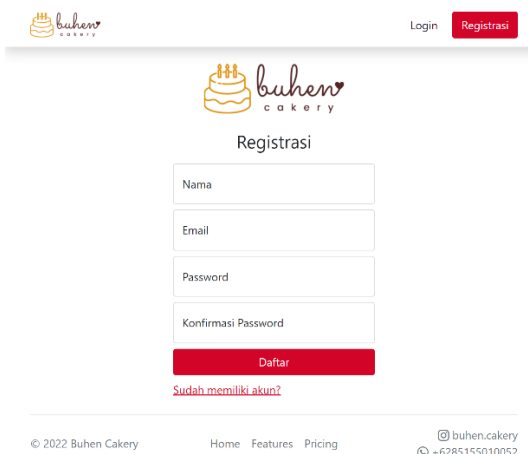 buhen
cakery
Login
Registrasi
buhen
cakery
Registrasi
Nama
Email
Password
Konfirmasi Password
Daftar
Sudah memiliki akun?
© 2022 Buhen Cakery
Home Features Pricing
buhen.cakery
+6285155010052